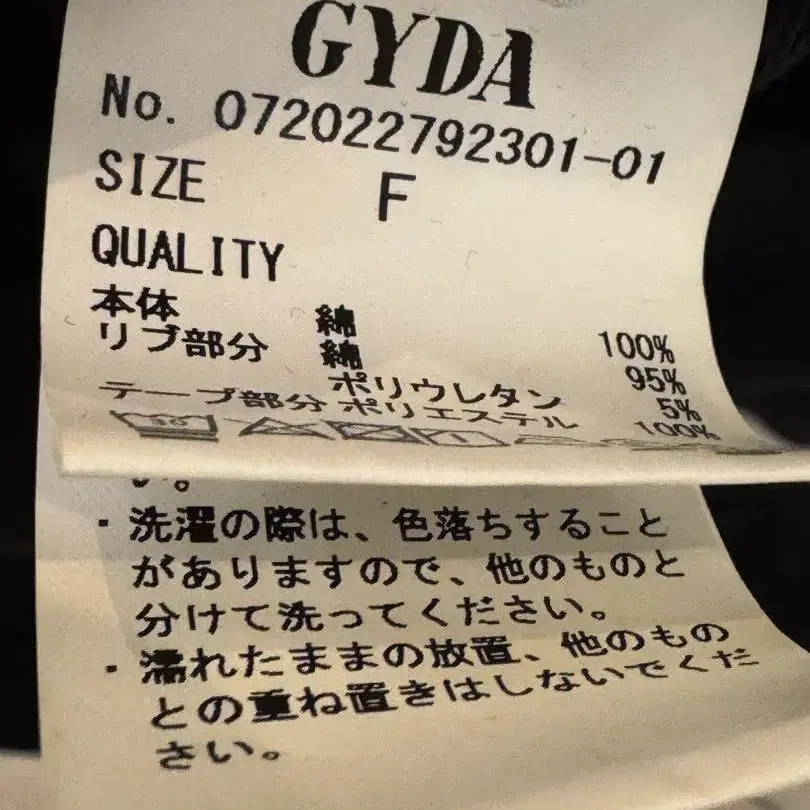 GYDA
No. 072022792301-01
SIZE F
QUALITY
本体 綿 100%
リブ部分 綿 95%
ポリウレタン 5%
テープ部分 ポリエステル 100%
い。
・洗濯の際は、色落ちすること
がありますので、他のものと
分けて洗ってください。
・濡れたままの放置、他のもの
との重ね置きはしないでくだ
さい。